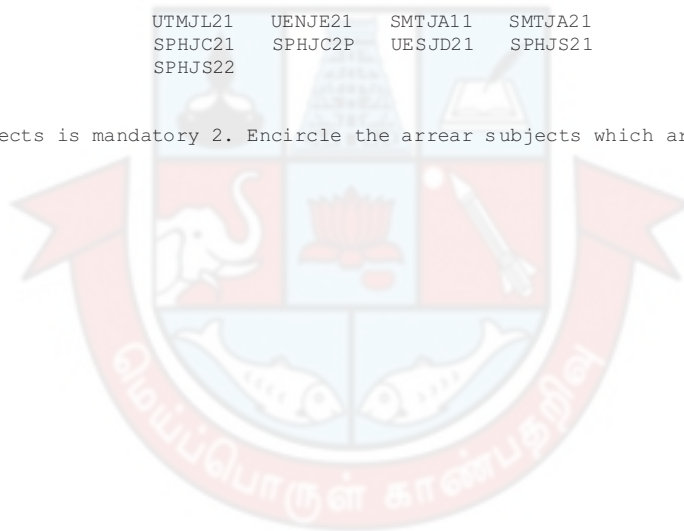 UTMJL21 UENJE21 SMTJA11 SMTJA21
SPHJC21 SPHJC2P UESJD21 SPHJS21
SPHJS22
ects is mandatory 2. Encircle the arrear subjects which ar
மெய்ப்பொருள் காண்பதறிவு